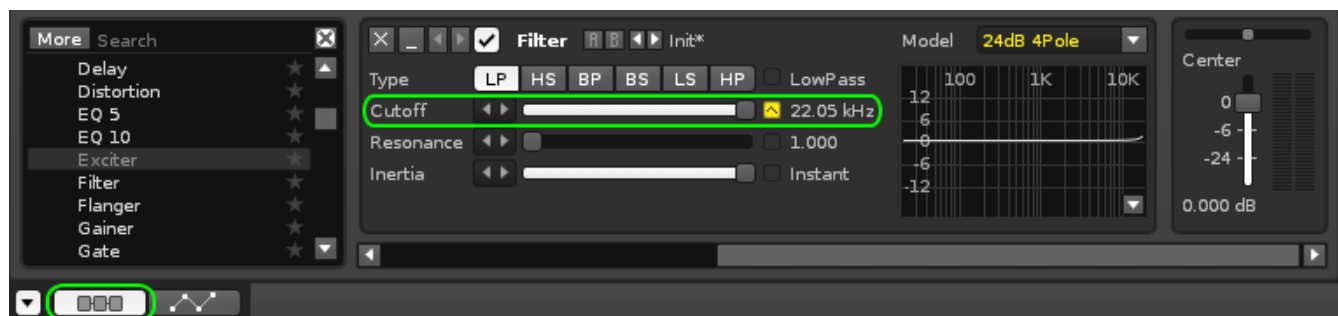 More Search
Delay
Distortion
EQ 5
EQ 10
Exciter
Filter
Flanger
Gainer
Gate
Filter A B Init*
Type LP HS BP BS LS HP LowPass
Cutoff 22.05 kHz
Resonance 1.000
Inertia Instant
Model 24dB 4Pole
100 1K 10K
12
6
0
-6
-12
Center
0
-6
-24
0.000 dB